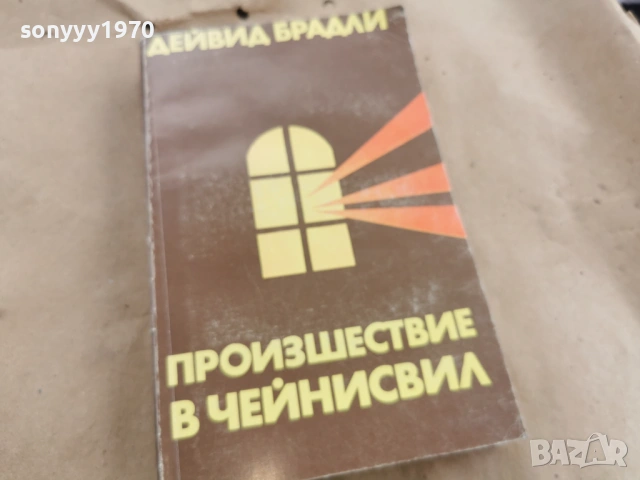 sonyyy1970
ДЕЙВИД БРАДЛИ
ПРОИЗШЕСТВИЕ
В ЧЕЙНИСВИЛ
BAZAR